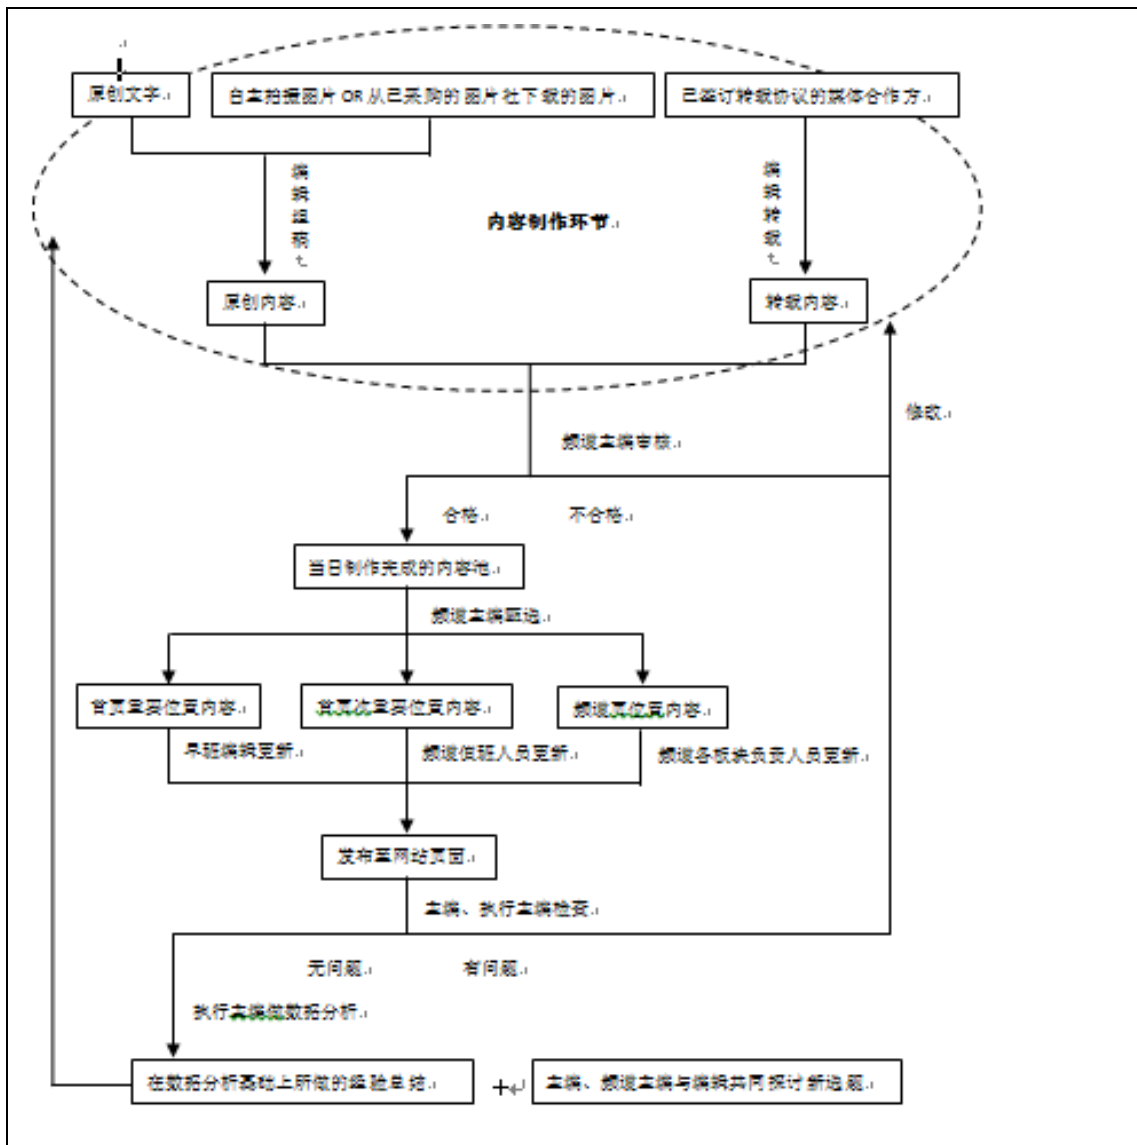 原创文字
自主拍摄图片 OR 从已采购的图片社下载的图片
已签订转载协议的媒体合作方
编辑组稿
编辑转载
内容制作环节
原创内容
转载内容
修改
频道主编审核
合格
不合格
当日制作完成的内容池
频道主编甄选
首页重要位置内容
首页次重要位置内容
频道页位置内容
早班编辑更新
频道值班人员更新
频道各板块负责人员更新
发布至网站页面
主编、执行主编检查
无问题
有问题
执行主编做数据分析
在数据分析基础上所做的经验总结
+
主编、频道主编与编辑共同探讨新选题